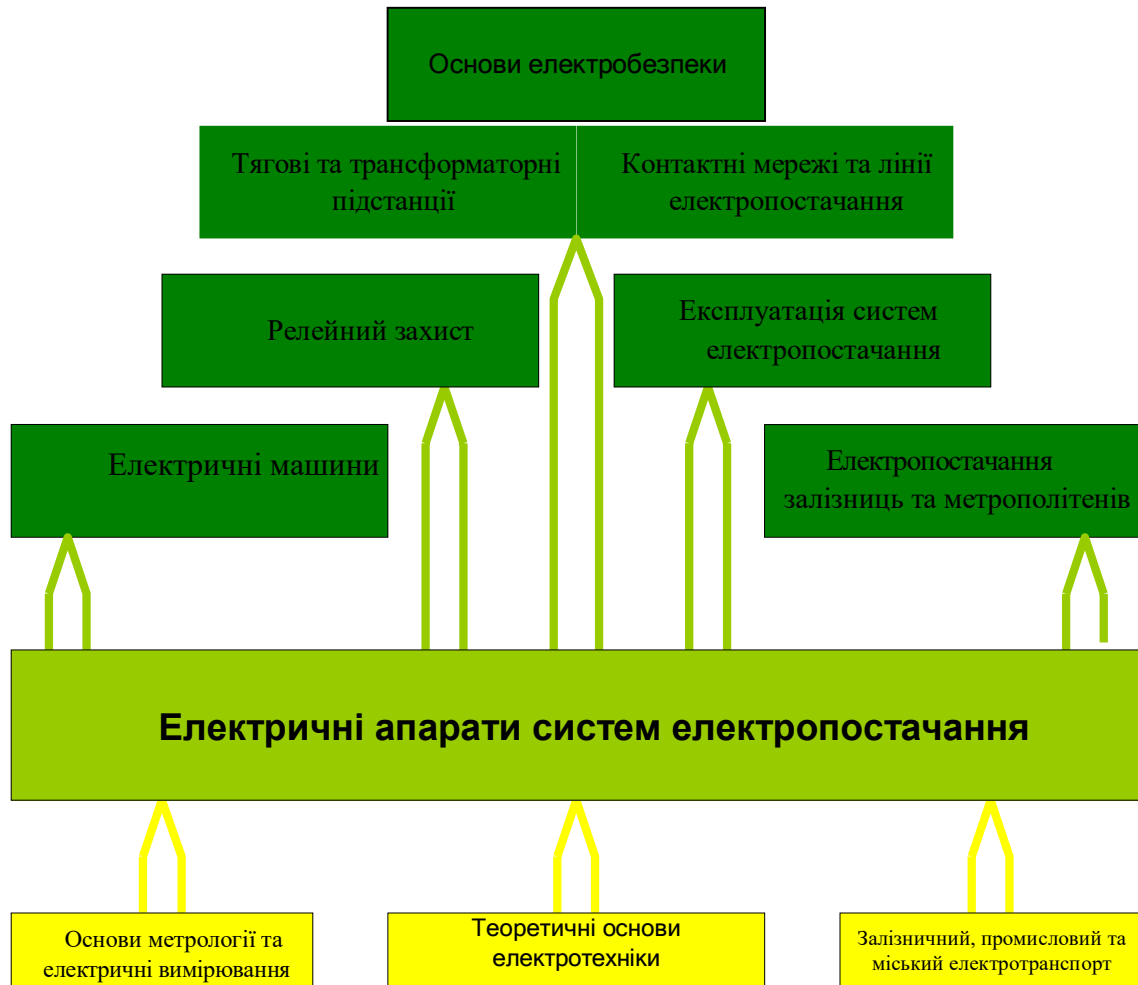 Основи електробезпеки
Тягові та трансформаторні
підстанції
Контактні мережі та лінії
електропостачання
Релейний захист
Експлуатація систем
електропостачання
Електричні машини
Електропостачання
залізниць та метрополітенів
Електричні апарати систем електропостачання
Основи метрології та
електричні вимірювання
Теоретичні основи
електротехніки
Залізничний, промисловий та
міський електротранспорт